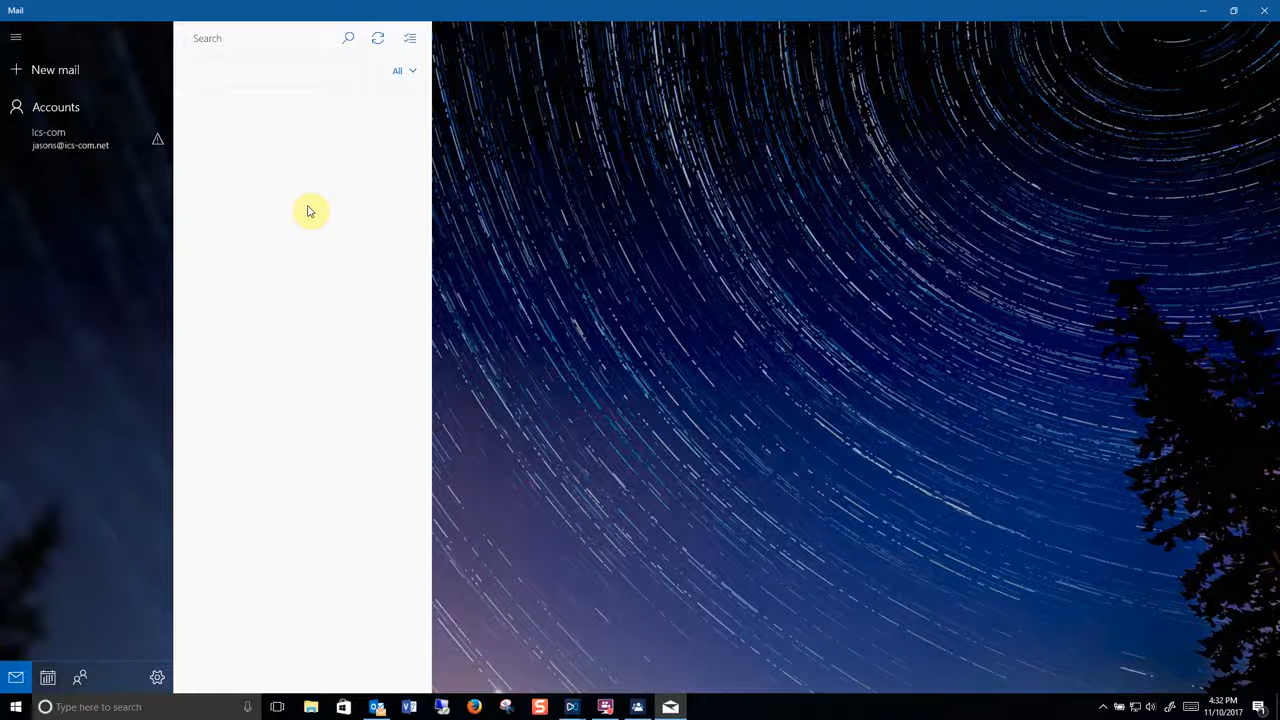 Mail
Search
New mail
All
Accounts
Ics-com
jasons@ics-com.net
Type here to search
4:32 PM
11/10/2017